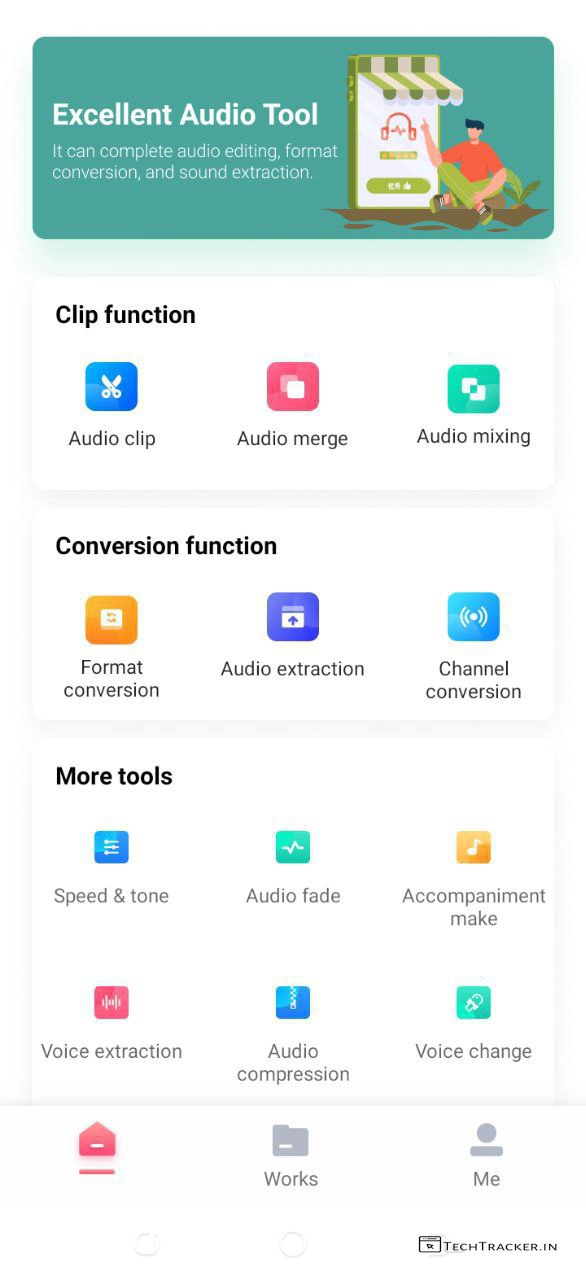 Excellent Audio Tool
It can complete audio editing, format
conversion, and sound extraction.
优秀
Clip function
Audio clip
Audio merge
Audio mixing
Conversion function
Format
conversion
Audio extraction
Channel
conversion
More tools
Speed & tone
Audio fade
Accompaniment
make
Voice extraction
Audio
compression
Voice change
Works
Me
TECHTRACKER.IN